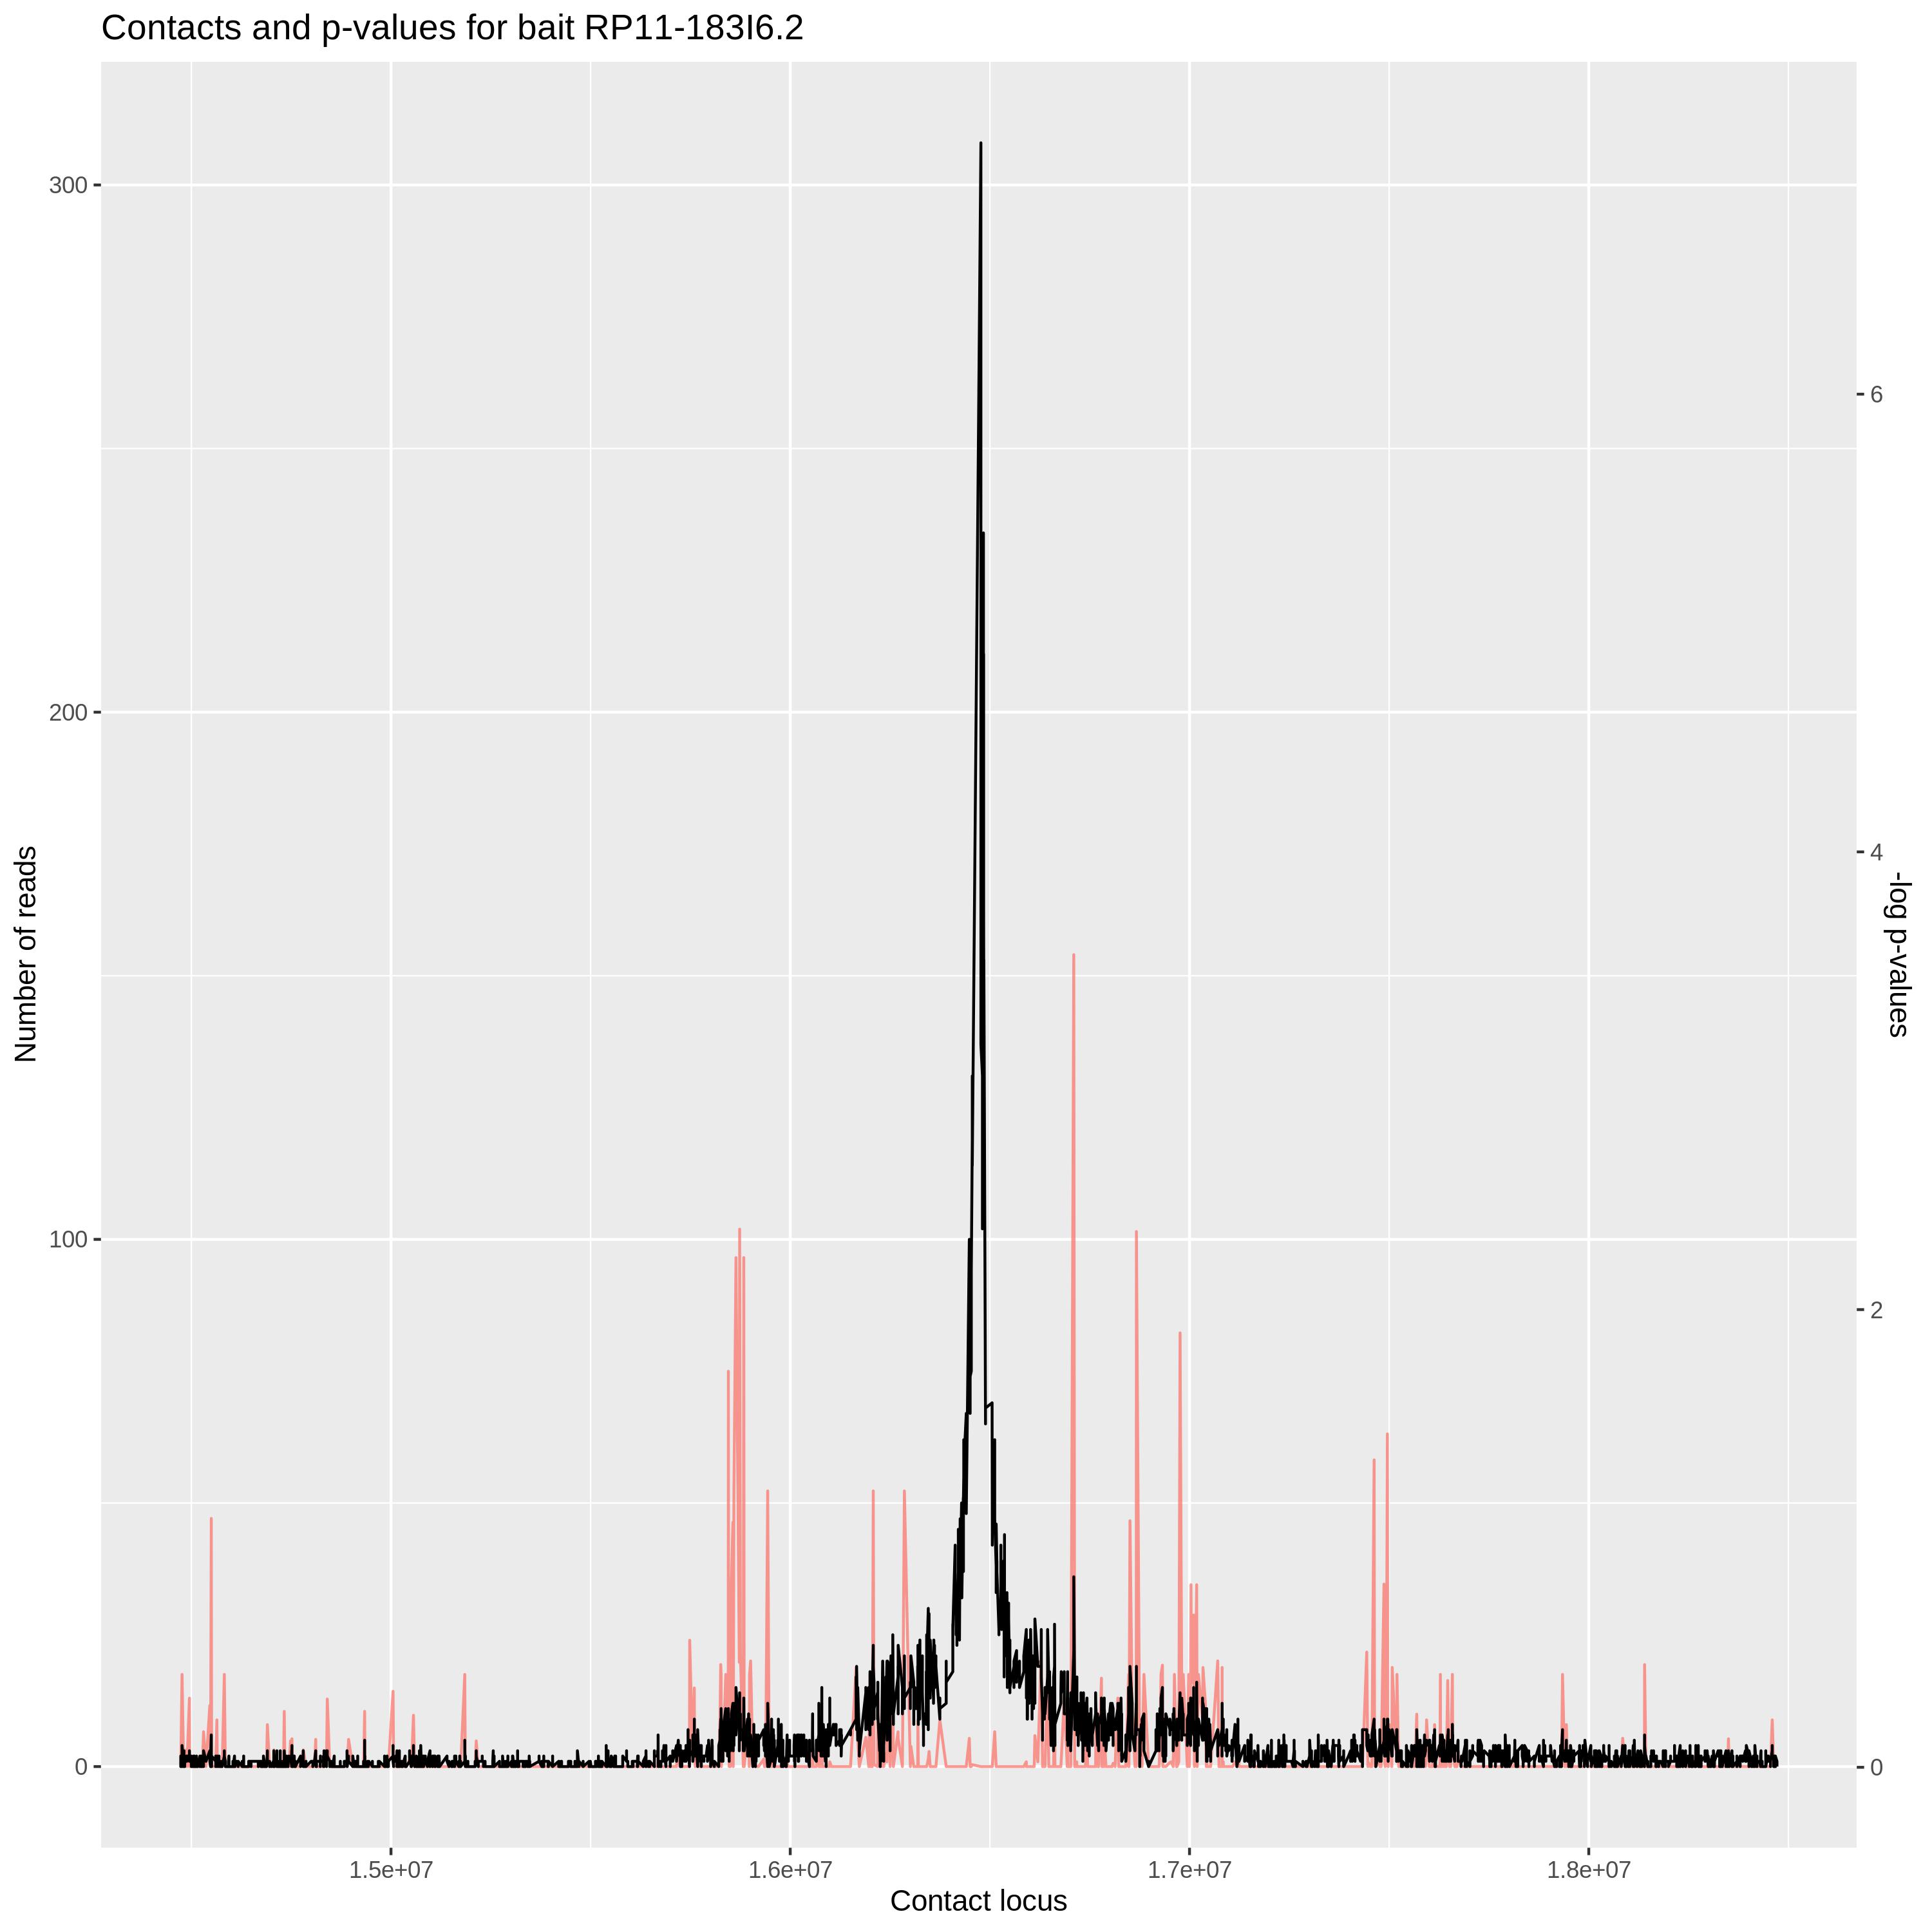 Contacts and p-values for bait RP11-183I6.2
300
200
100
0
Number of reads
6
4
2
0
-log p-values
1.5e+07
1.6e+07
1.7e+07
1.8e+07
Contact locus